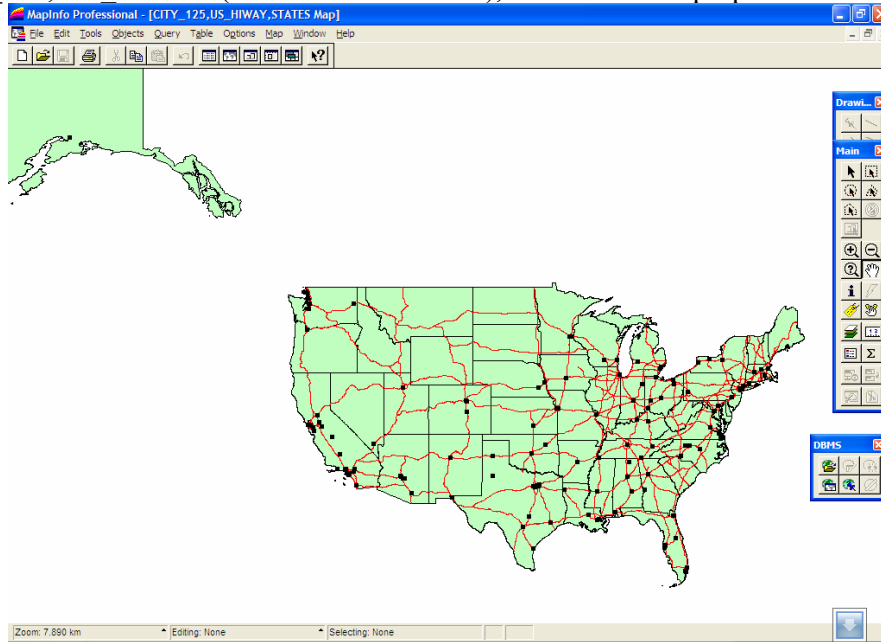 MapInfo Professional - [CITY_125,US_HIWAY,STATES Map]
File Edit Tools Objects Query Table Options Map Window Help
Drawi...
Main
DBMS
Zoom: 7.890 km Editing: None Selecting: None